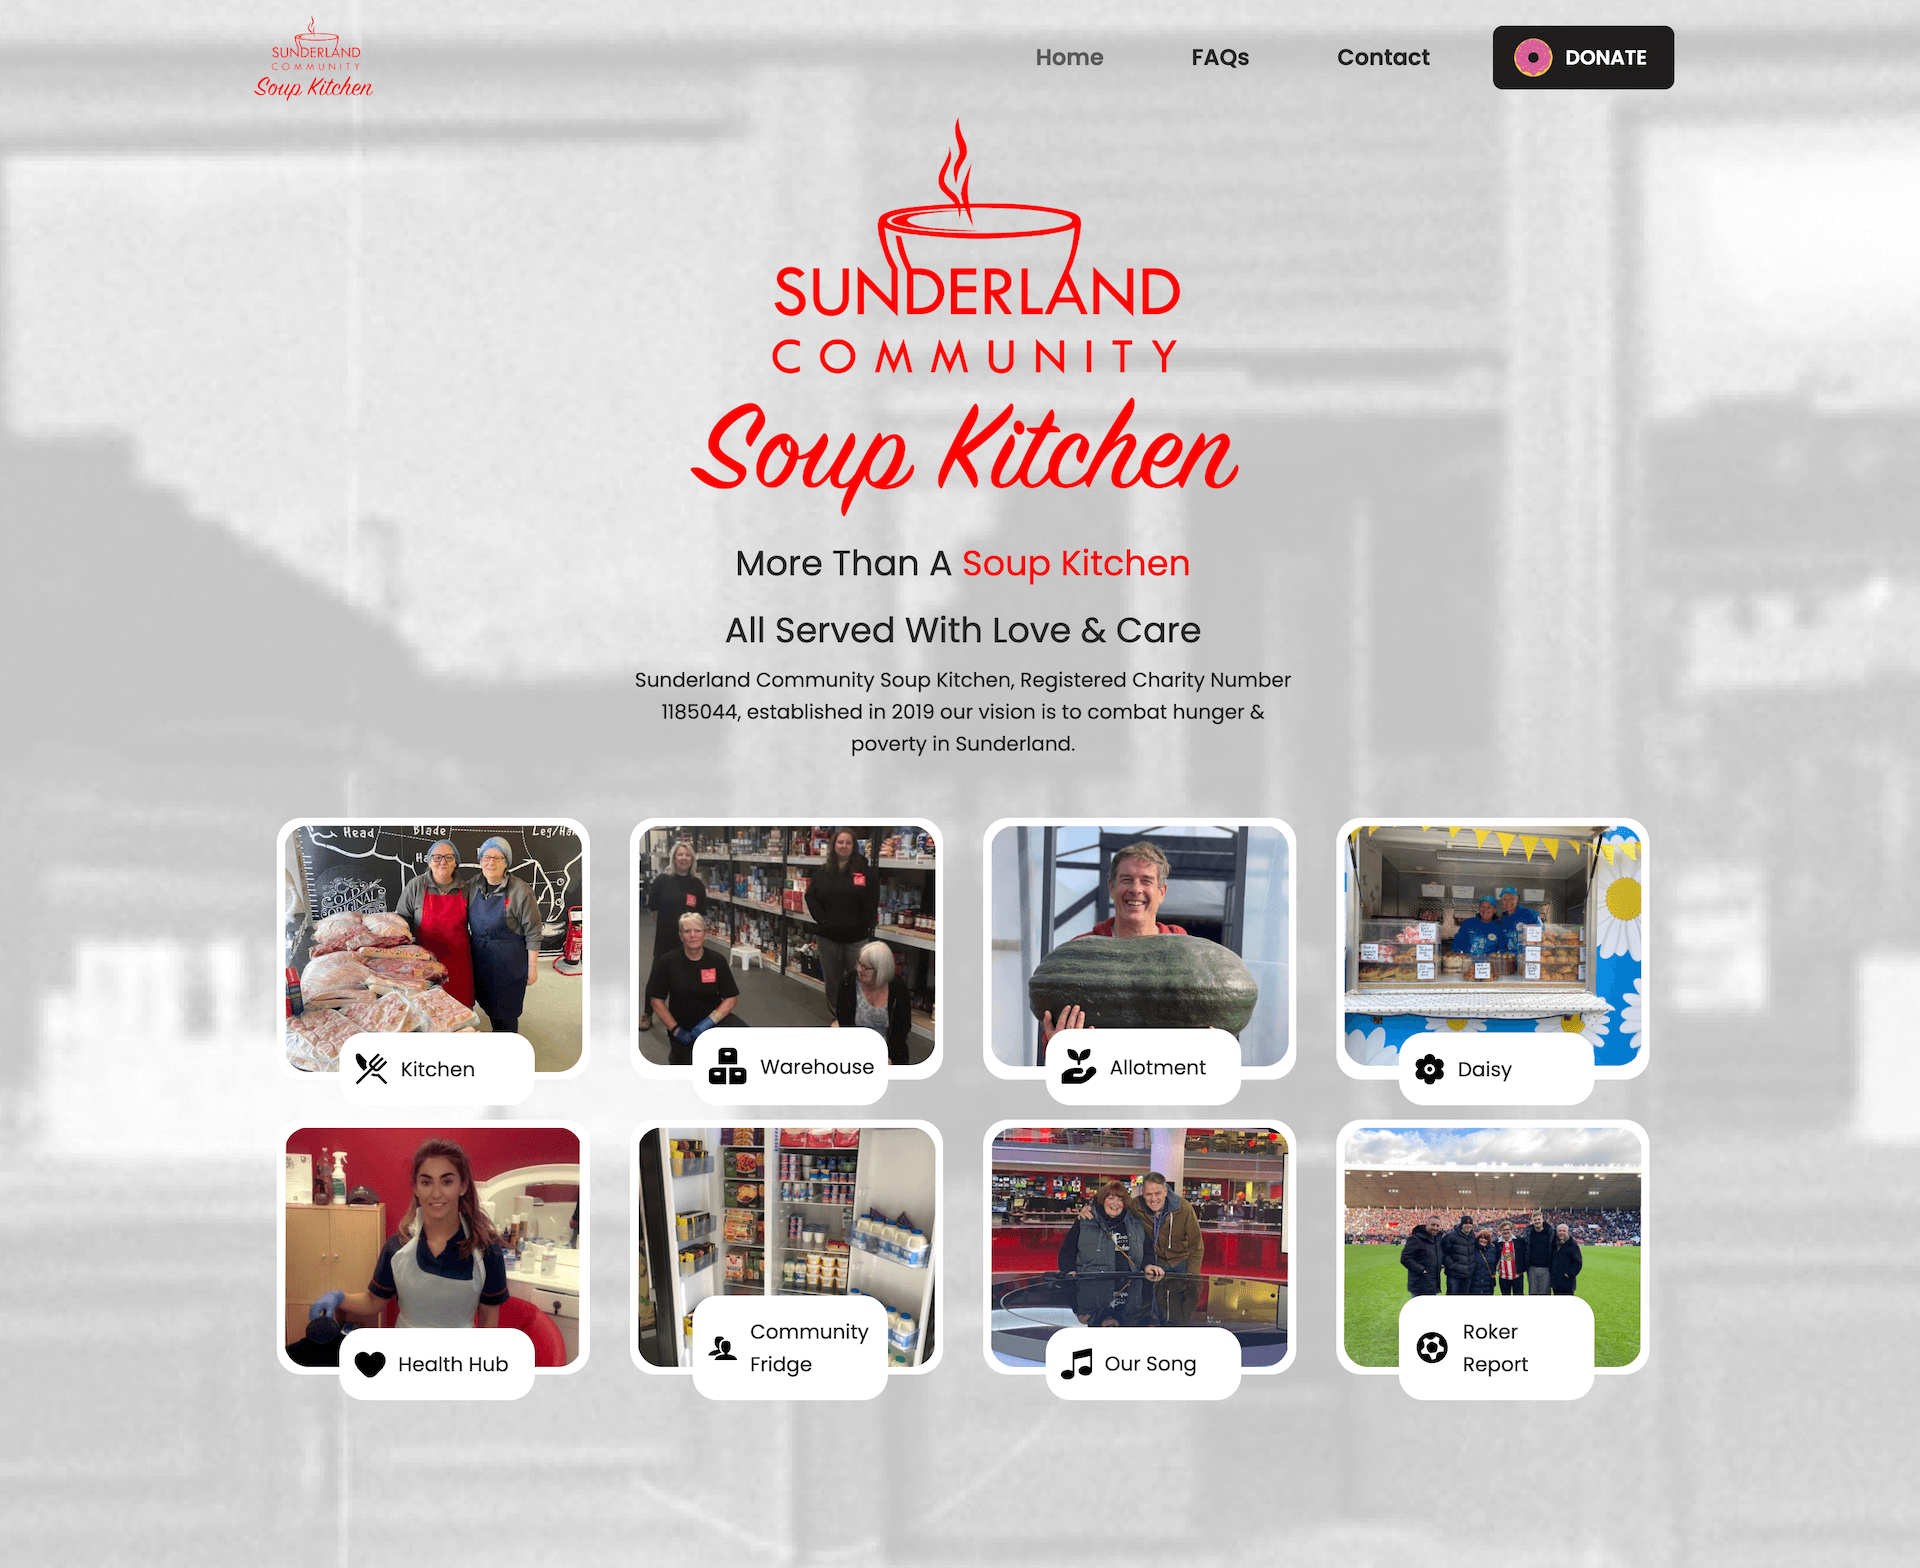 SUNDERLAND
COMMUNITY
Soup Kitchen
Home
FAQs
Contact
DONATE
SUNDERLAND
COMMUNITY
Soup Kitchen
More Than A Soup Kitchen
All Served With Love & Care
Sunderland Community Soup Kitchen, Registered Charity Number
1185044, established in 2019 our vision is to combat hunger &
poverty in Sunderland.
Head
Blade
OLD
ORIGINAL
Kitchen
Warehouse
Allotment
Daisy
Health Hub
Community
Fridge
Our Song
Roker
Report